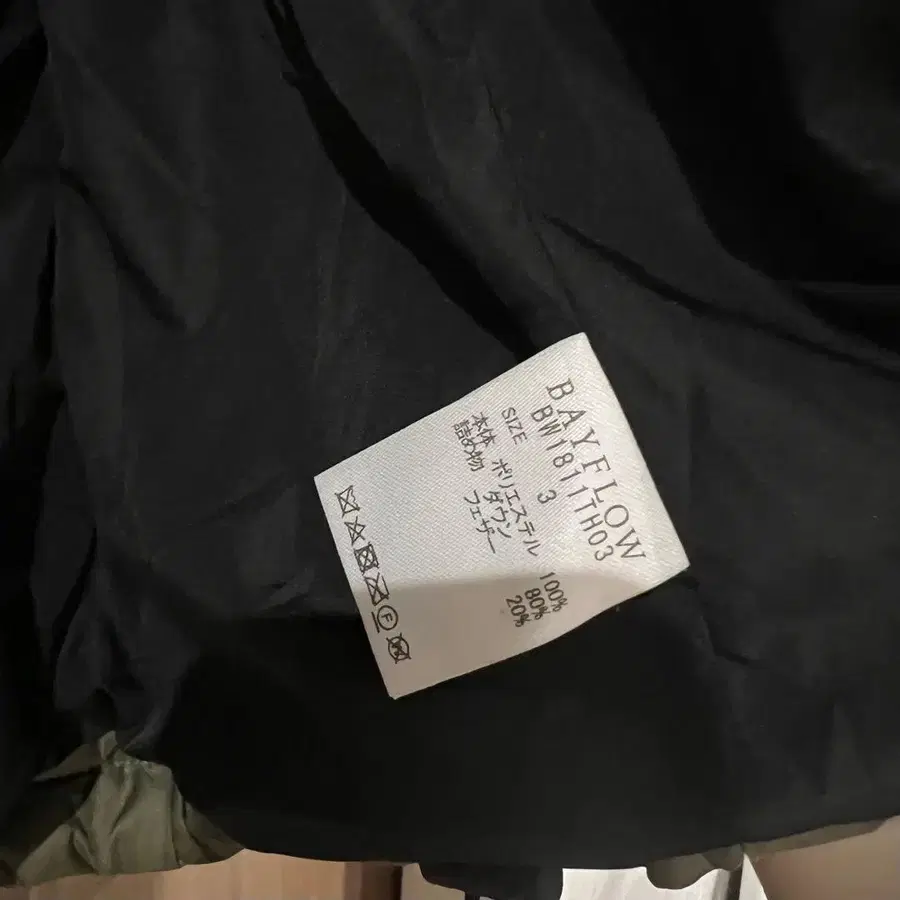 BAYFLOW
BW1811TH03
SIZE 3
本体 ポリエステル 100%
詰め物 ダウン 80%
フェザー 20%
F
W